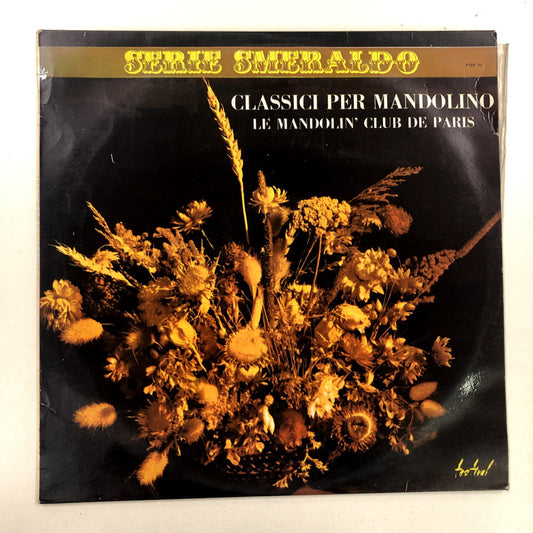 SERIE SMERALDO
CLASSICI PER MANDOLINO
LE MANDOLIN' CLUB DE PARIS
festival